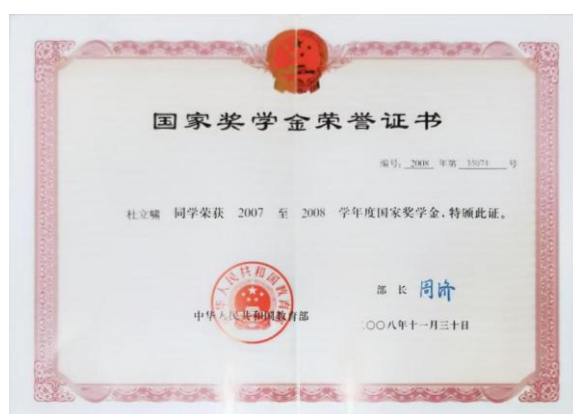 国家奖学金荣誉证书
编号: 2008 年第 35074 号
杜立啸 同学荣获 2007 至 2008 学年度国家奖学金,特颁此证。
部长 周济
中华人民共和国教育部
二〇〇八年十一月三十日